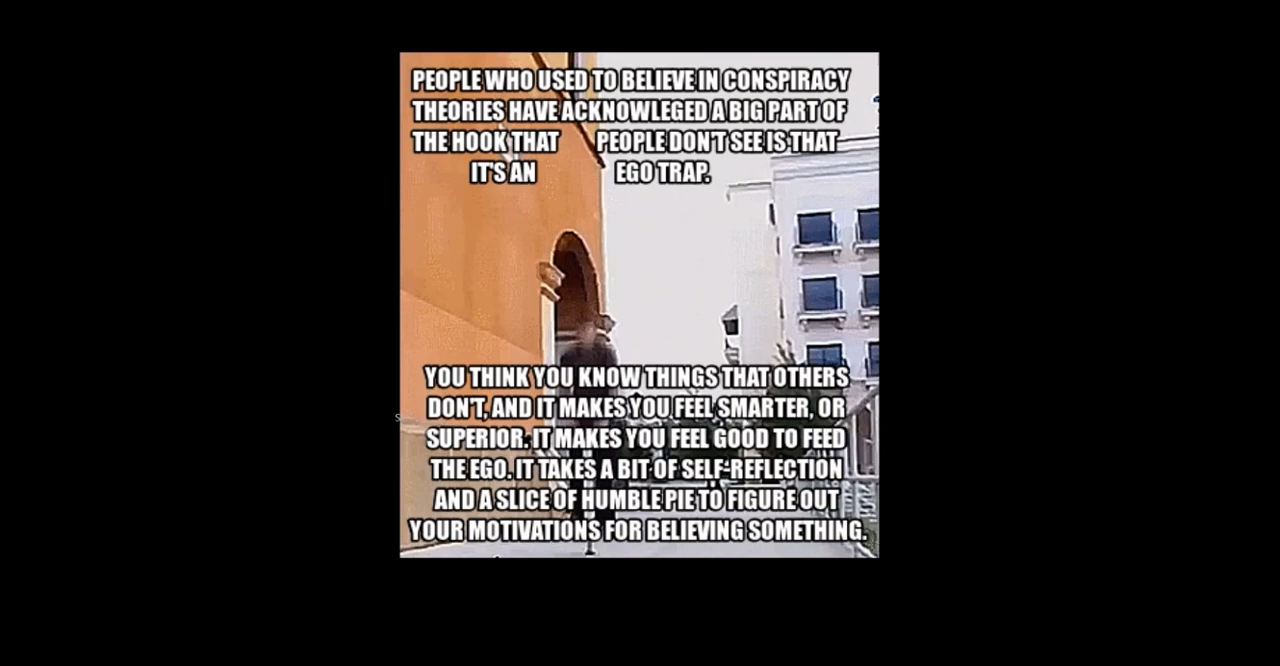 PEOPLE WHO USED TO BELIEVE IN CONSPIRACY
THEORIES HAVE ACKNOWLEGED A BIG PART OF
THE HOOK THAT PEOPLE DON'T SEE IS THAT
IT'S AN EGO TRAP.
YOU THINK YOU KNOW THINGS THAT OTHERS
DON'T, AND IT MAKES YOU FEEL SMARTER, OR
SUPERIOR. IT MAKES YOU FEEL GOOD TO FEED
THE EGO. IT TAKES A BIT OF SELF-REFLECTION
AND A SLICE OF HUMBLE PIE TO FIGURE OUT
YOUR MOTIVATIONS FOR BELIEVING SOMETHING.